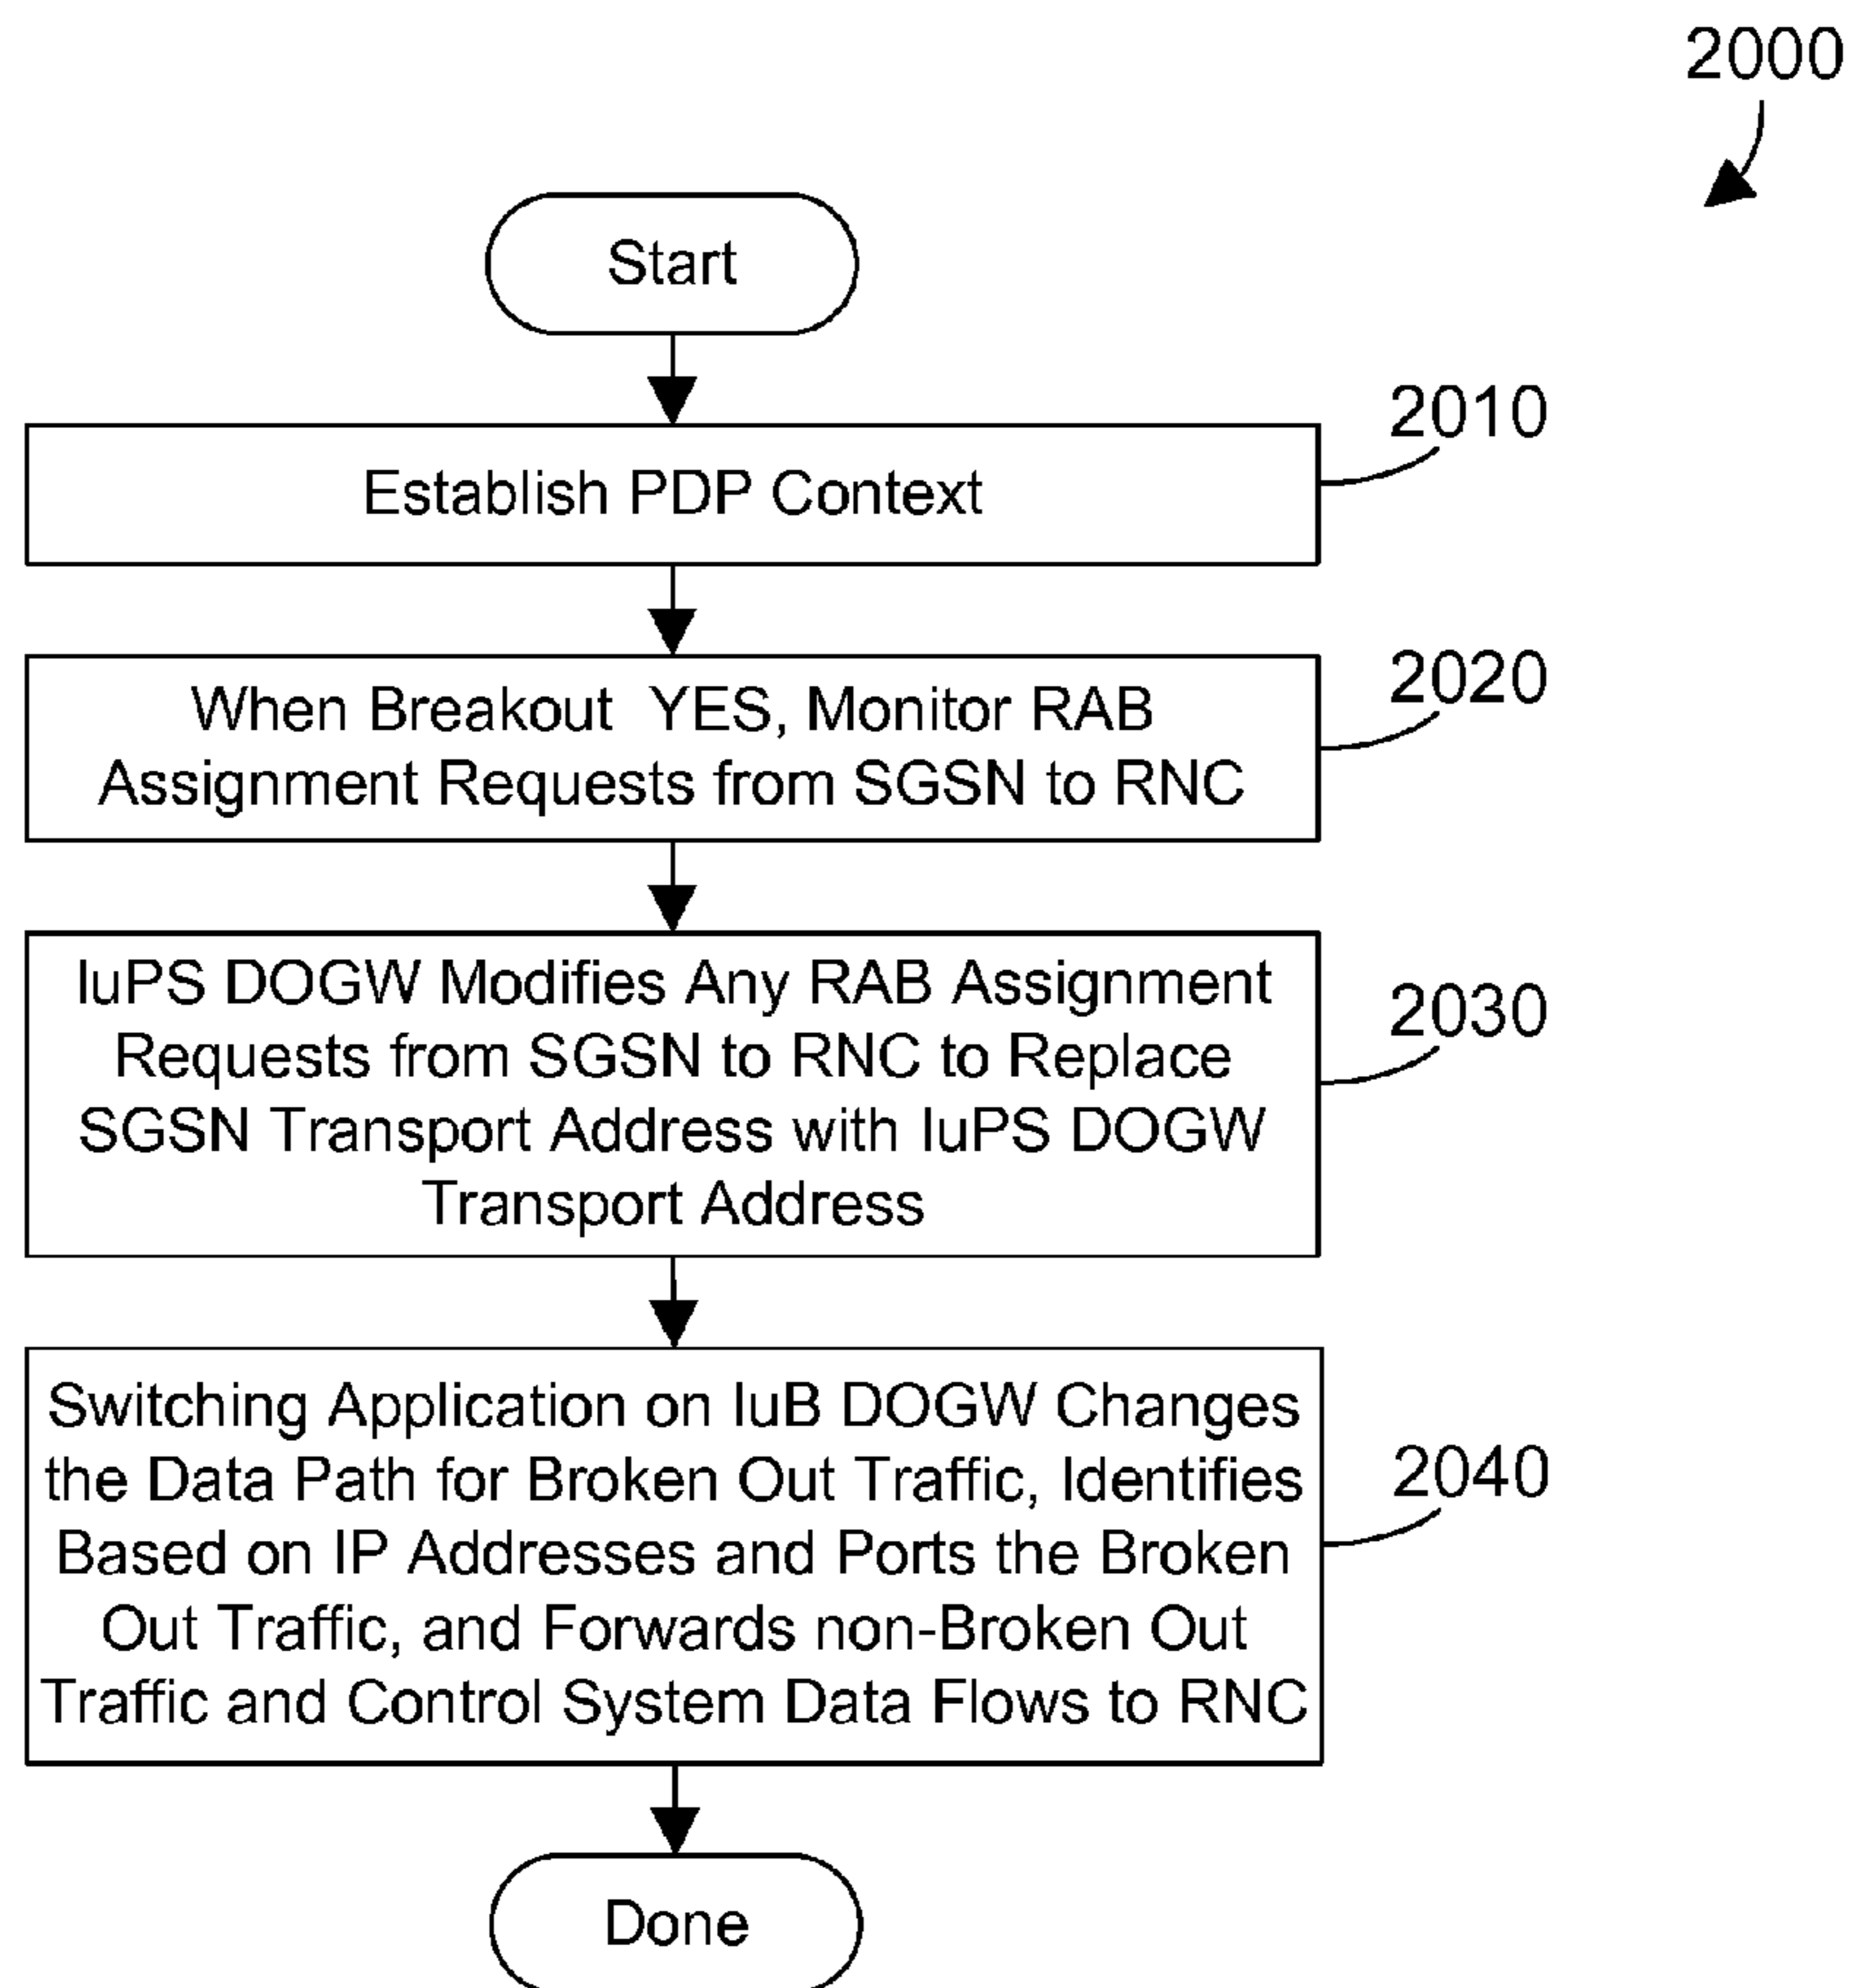 2000
Start
2010
Establish PDP Context
2020
When Breakout YES, Monitor RAB
Assignment Requests from SGSN to RNC
2030
IuPS DOGW Modifies Any RAB Assignment
Requests from SGSN to RNC to Replace
SGSN Transport Address with IuPS DOGW
Transport Address
2040
Switching Application on IuB DOGW Changes
the Data Path for Broken Out Traffic, Identifies
Based on IP Addresses and Ports the Broken
Out Traffic, and Forwards non-Broken Out
Traffic and Control System Data Flows to RNC
Done